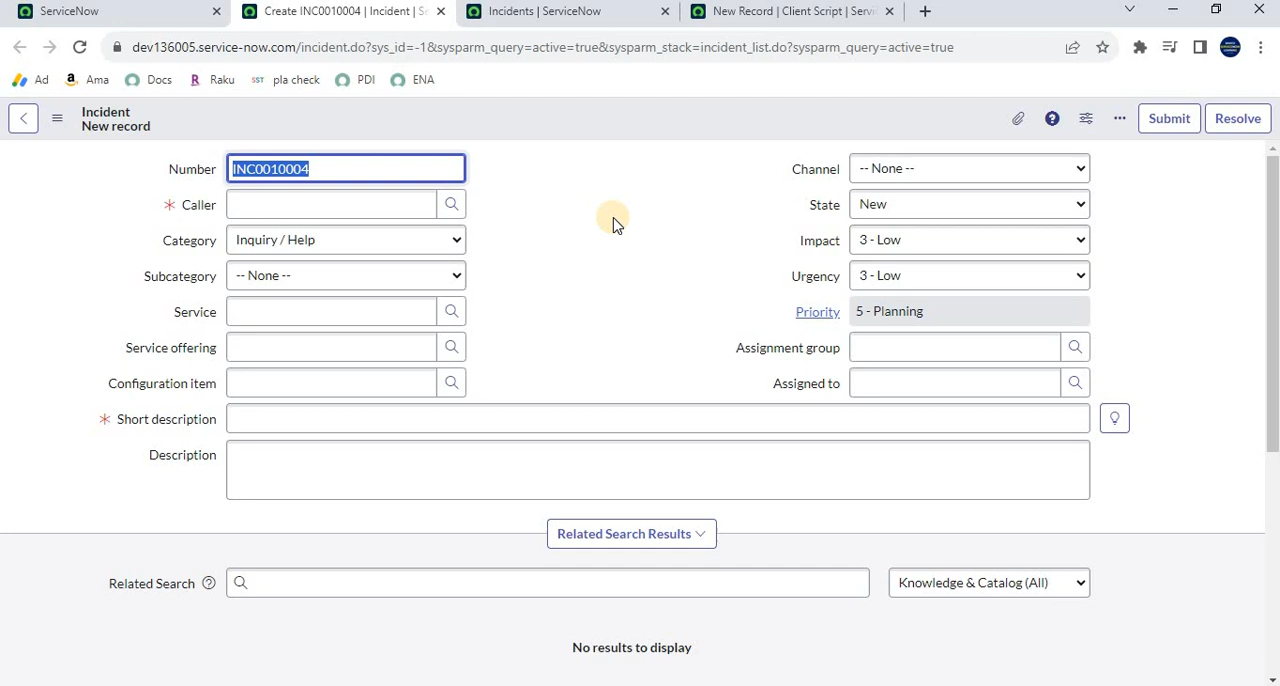 ServiceNow
Create INC0010004 | Incident | Se
Incidents | ServiceNow
New Record | Client Script | Servi
dev136005.service-now.com/incident.do?sys_id=-1&sysparm_query=active=true&sysparm_stack=incident_list.do?sysparm_query=active=true
Ad
Ama
Docs
Raku
SST pla check
PDI
ENA
Incident
New record
Submit
Resolve
Number INC0010004
Channel -- None --
Caller
State New
Category Inquiry / Help
Impact 3 - Low
Subcategory -- None --
Urgency 3 - Low
Service
Priority 5 - Planning
Service offering
Assignment group
Configuration item
Assigned to
Short description
Description
Related Search Results
Related Search
Knowledge & Catalog (All)
No results to display